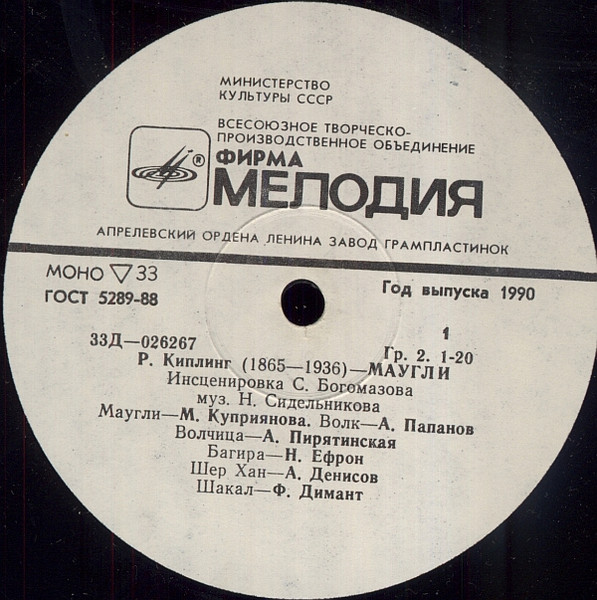 МИНИСТЕРСТВО
КУЛЬТУРЫ СССР
ВСЕСОЮЗНОЕ ТВОРЧЕСКО-
ПРОИЗВОДСТВЕННОЕ ОБЪЕДИНЕНИЕ
ФИРМА
® МЕЛОДИЯ
АПРЕЛЕВСКИЙ ОРДЕНА ЛЕНИНА ЗАВОД ГРАМПЛАСТИНОК
МОНО ▽ 33
ГОСТ 5289-88
Год выпуска 1990
33Д—026267
1
Гр. 2. 1-20
Р. Киплинг (1865—1936)—МАУГЛИ
Инсценировка С. Богомазова
муз. Н. Сидельникова
Маугли—М. Куприянова. Волк—А. Папанов
Волчица—А. Пирятинская
Багира—Н. Ефрон
Шер Хан—А. Денисов
Шакал—Ф. Димант